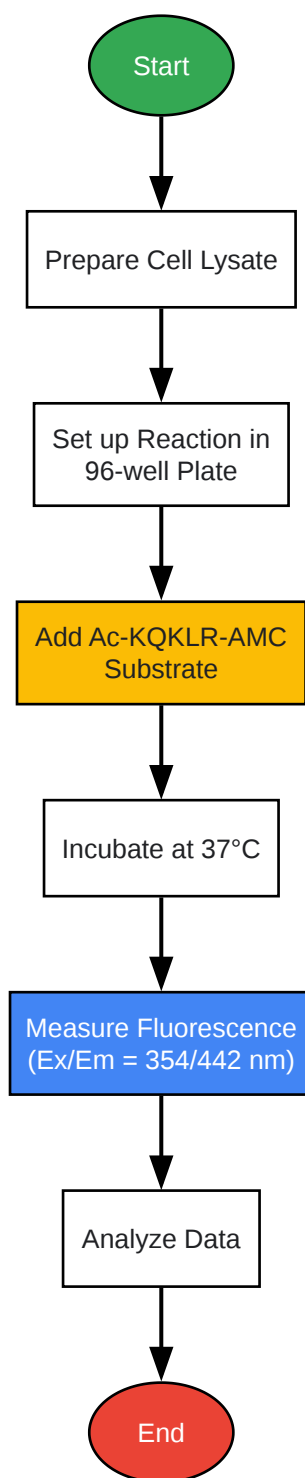 Start
Prepare Cell Lysate
Set up Reaction in
96-well Plate
Add Ac-KQKLR-AMC
Substrate
Incubate at 37°C
Measure Fluorescence
(Ex/Em = 354/442 nm)
Analyze Data
End